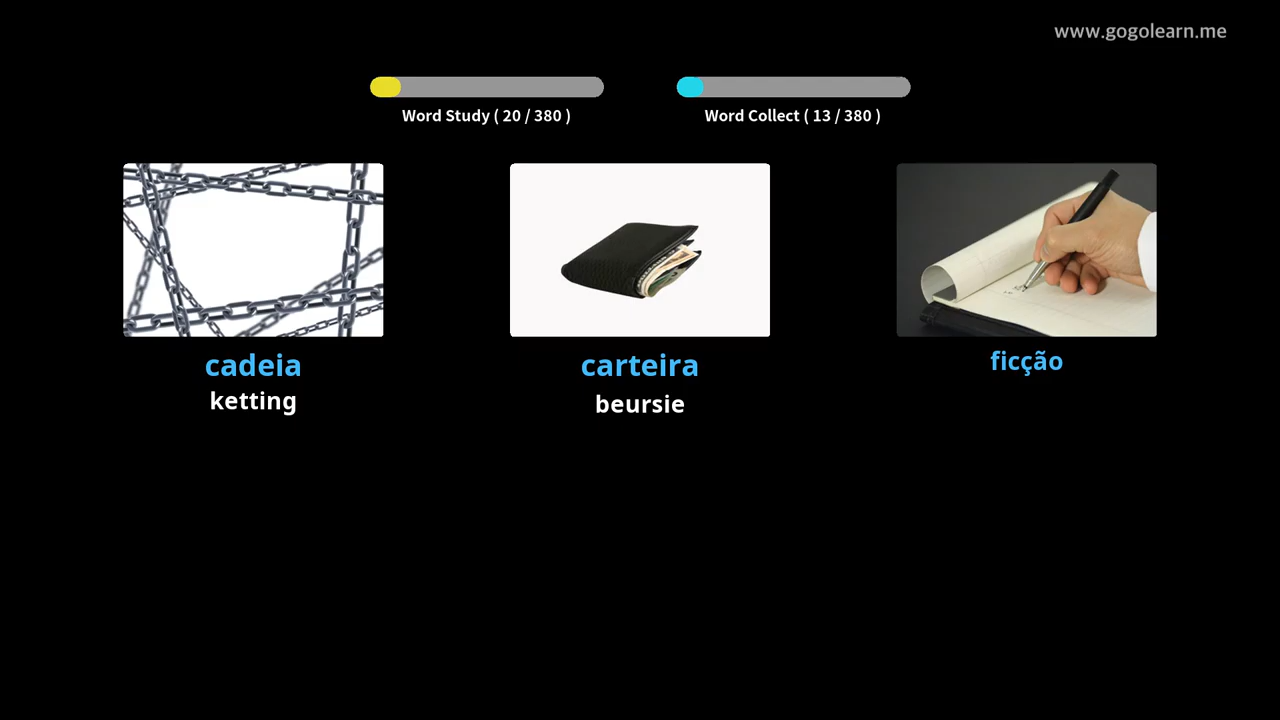 www.gogolearn.me
Word Study ( 20 / 380 )
Word Collect ( 13 / 380 )
cadeia
ketting
carteira
beursie
ficção